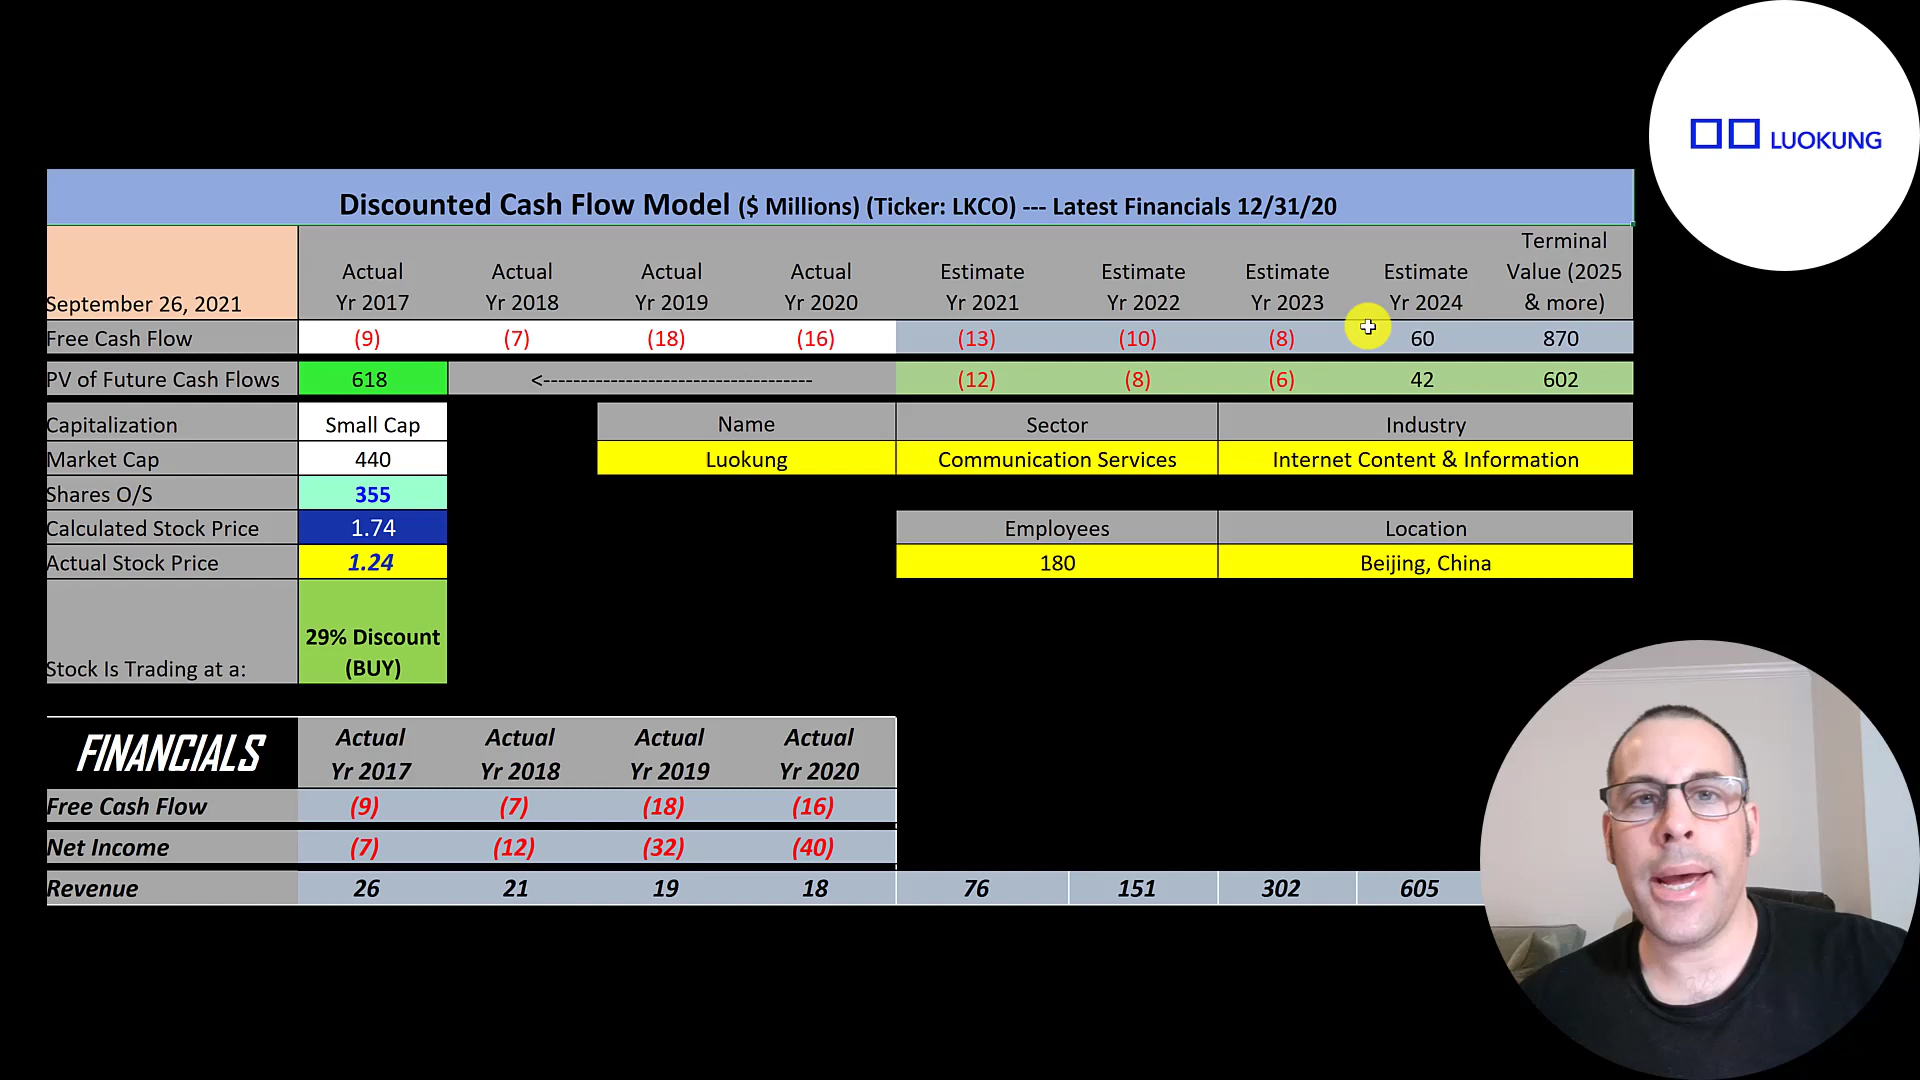 LUOKUNG
Discounted Cash Flow Model ($ Millions) (Ticker: LKCO) --- Latest Financials 12/31/20
September 26, 2021 Actual Yr 2017 Actual Yr 2018 Actual Yr 2019 Actual Yr 2020 Estimate Yr 2021 Estimate Yr 2022 Estimate Yr 2023 Estimate Yr 2024 Terminal Value (2025 & more)
Free Cash Flow (9) (7) (18) (16) (13) (10) (8) 60 870
PV of Future Cash Flows 618 <----------------------------------- (12) (8) (6) 42 602
Capitalization Small Cap Name Sector Industry
Market Cap 440 Luokung Communication Services Internet Content & Information
Shares O/S 355
Calculated Stock Price 1.74 Employees Location
Actual Stock Price 1.24 180 Beijing, China
Stock Is Trading at a: 29% Discount (BUY)
FINANCIALS Actual Yr 2017 Actual Yr 2018 Actual Yr 2019 Actual Yr 2020
Free Cash Flow (9) (7) (18) (16)
Net Income (7) (12) (32) (40)
Revenue 26 21 19 18 76 151 302 605